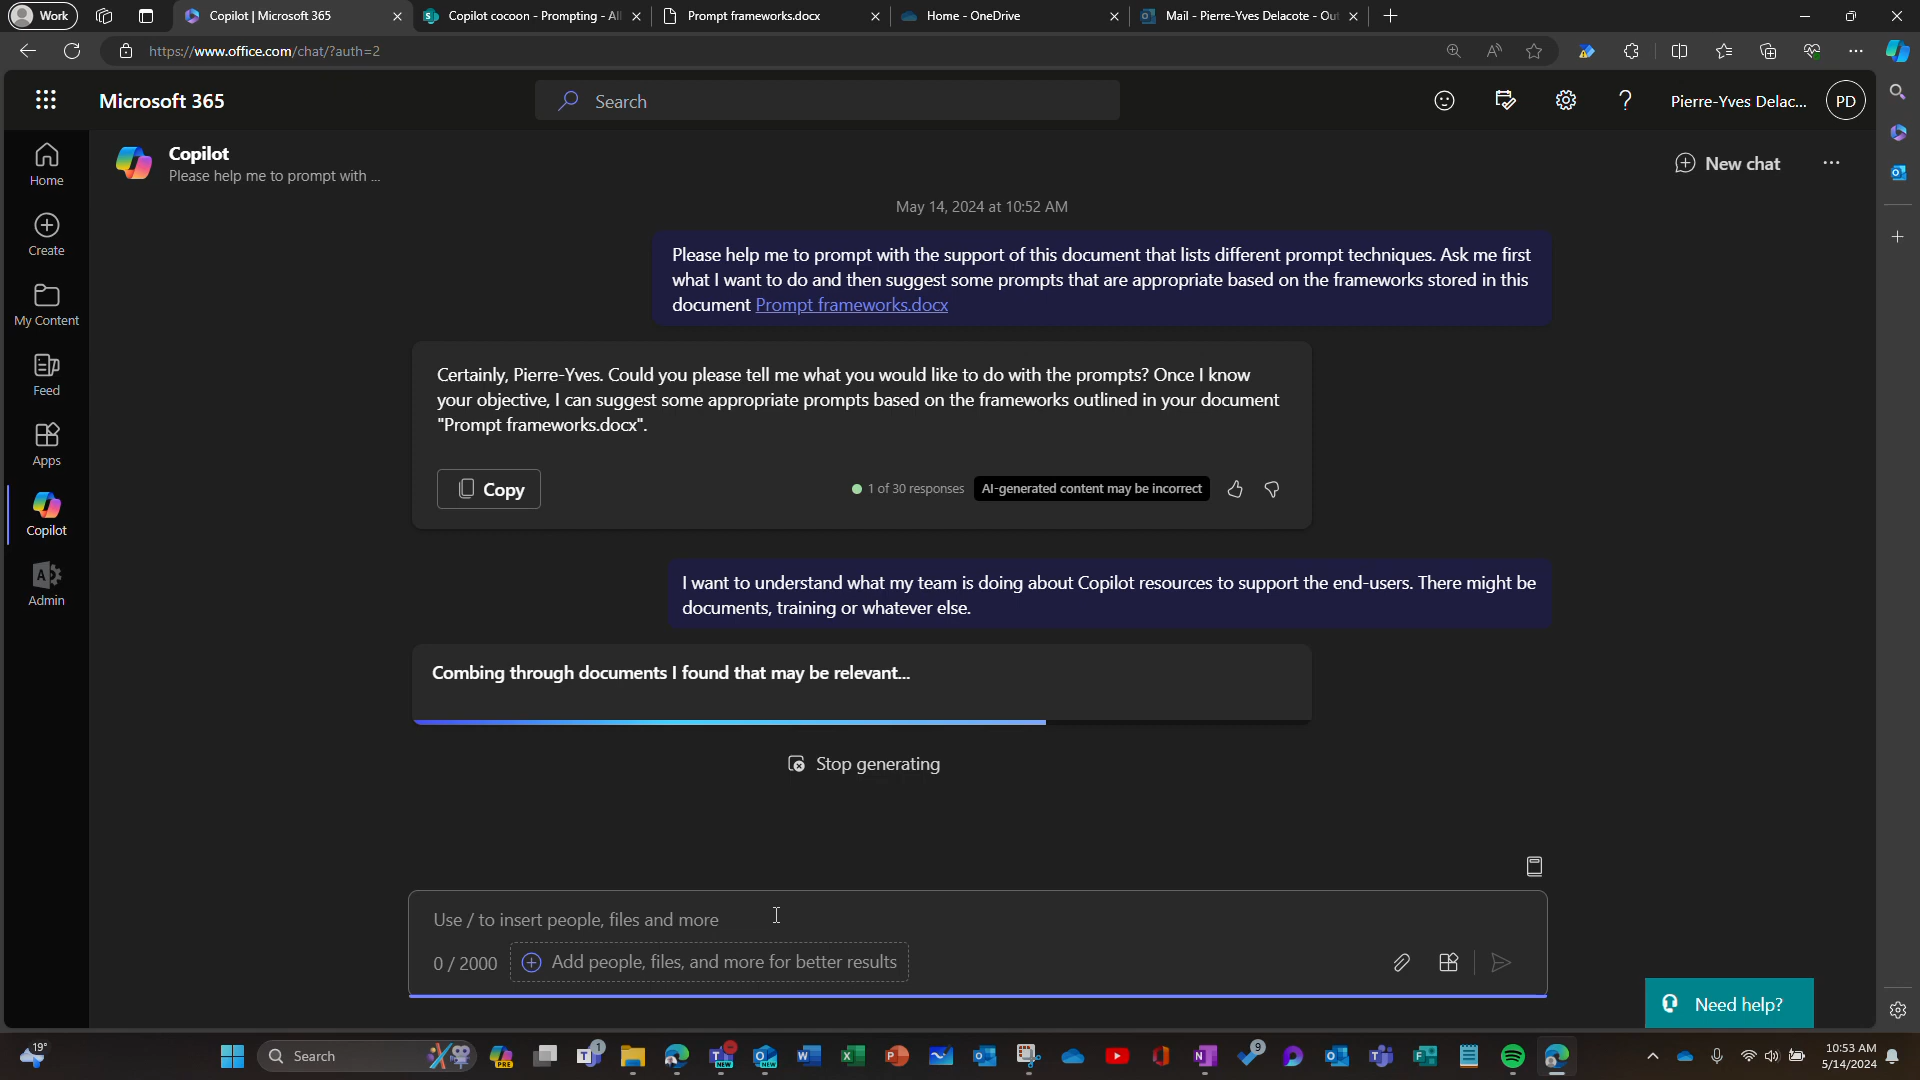 Work
Copilot | Microsoft 365
Copilot cocoon - Prompting - All
Prompt frameworks.docx
Home - OneDrive
Mail - Pierre-Yves Delacote - Out
https://www.office.com/chat/?auth=2
Microsoft 365
Search
Pierre-Yves Delac...
PD
Home
Create
My Content
Feed
Apps
Copilot
Admin
Copilot
Please help me to prompt with ...
New chat
May 14, 2024 at 10:52 AM
Please help me to prompt with the support of this document that lists different prompt techniques. Ask me first
what I want to do and then suggest some prompts that are appropriate based on the frameworks stored in this
document Prompt frameworks.docx
Certainly, Pierre-Yves. Could you please tell me what you would like to do with the prompts? Once I know
your objective, I can suggest some appropriate prompts based on the frameworks outlined in your document
"Prompt frameworks.docx".
Copy
1 of 30 responses
AI-generated content may be incorrect
I want to understand what my team is doing about Copilot resources to support the end-users. There might be
documents, training or whatever else.
Combing through documents I found that may be relevant...
Stop generating
Use / to insert people, files and more
0 / 2000
Add people, files, and more for better results
Need help?
19°
Search
PRE
1
NEW
NEW
9
10:53 AM
5/14/2024